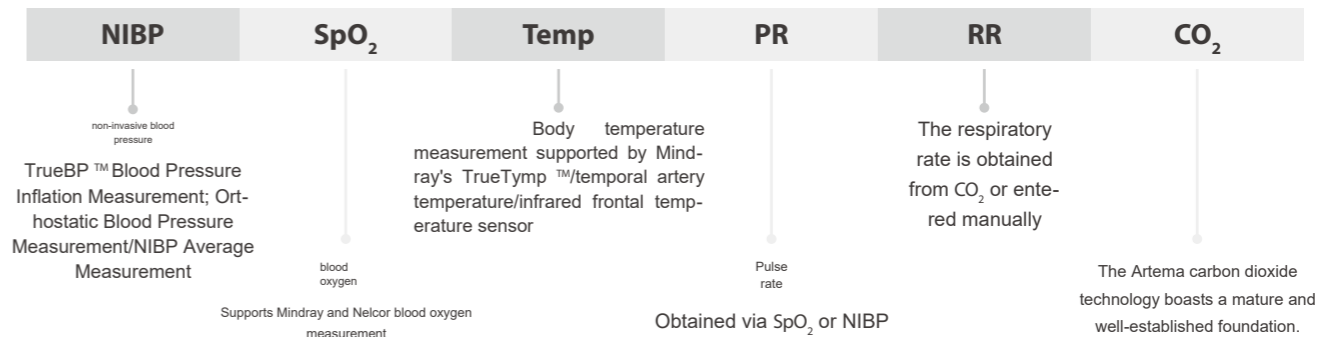 NIBP
SpO₂
Temp
PR
RR
CO₂
non-invasive blood
pressure
TrueBP ™ Blood Pressure
Inflation Measurement; Ort-
hostatic Blood Pressure
Measurement/NIBP Average
Measurement
blood
oxygen
Supports Mindray and Nelcor blood oxygen
measurement
Body temperature
measurement supported by Mind-
ray's TrueTymp ™/temporal artery
temperature/infrared frontal temp-
erature sensor
Pulse
rate
Obtained via SpO₂ or NIBP
The respiratory
rate is obtained
from CO₂ or ente-
red manually
The Artema carbon dioxide
technology boasts a mature and
well-established foundation.